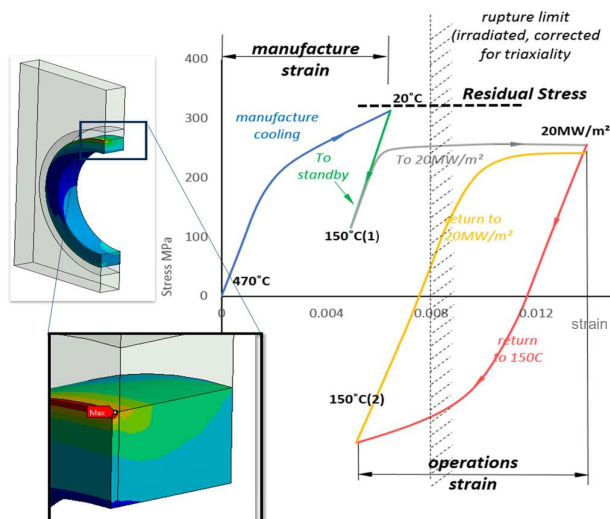 rupture limit
(irradiated, corrected
for triaxiality
manufacture
strain
400
300
200
100
0
Stress MPa
20˚C
Residual Stress
manufacture
cooling
To
standby
To 20MW/m²
20MW/m²
150˚C(1)
return to
20MW/m²
470˚C
0
0.004
0.008
0.012
strain
return
to 150C
150˚C(2)
operations
strain
Max